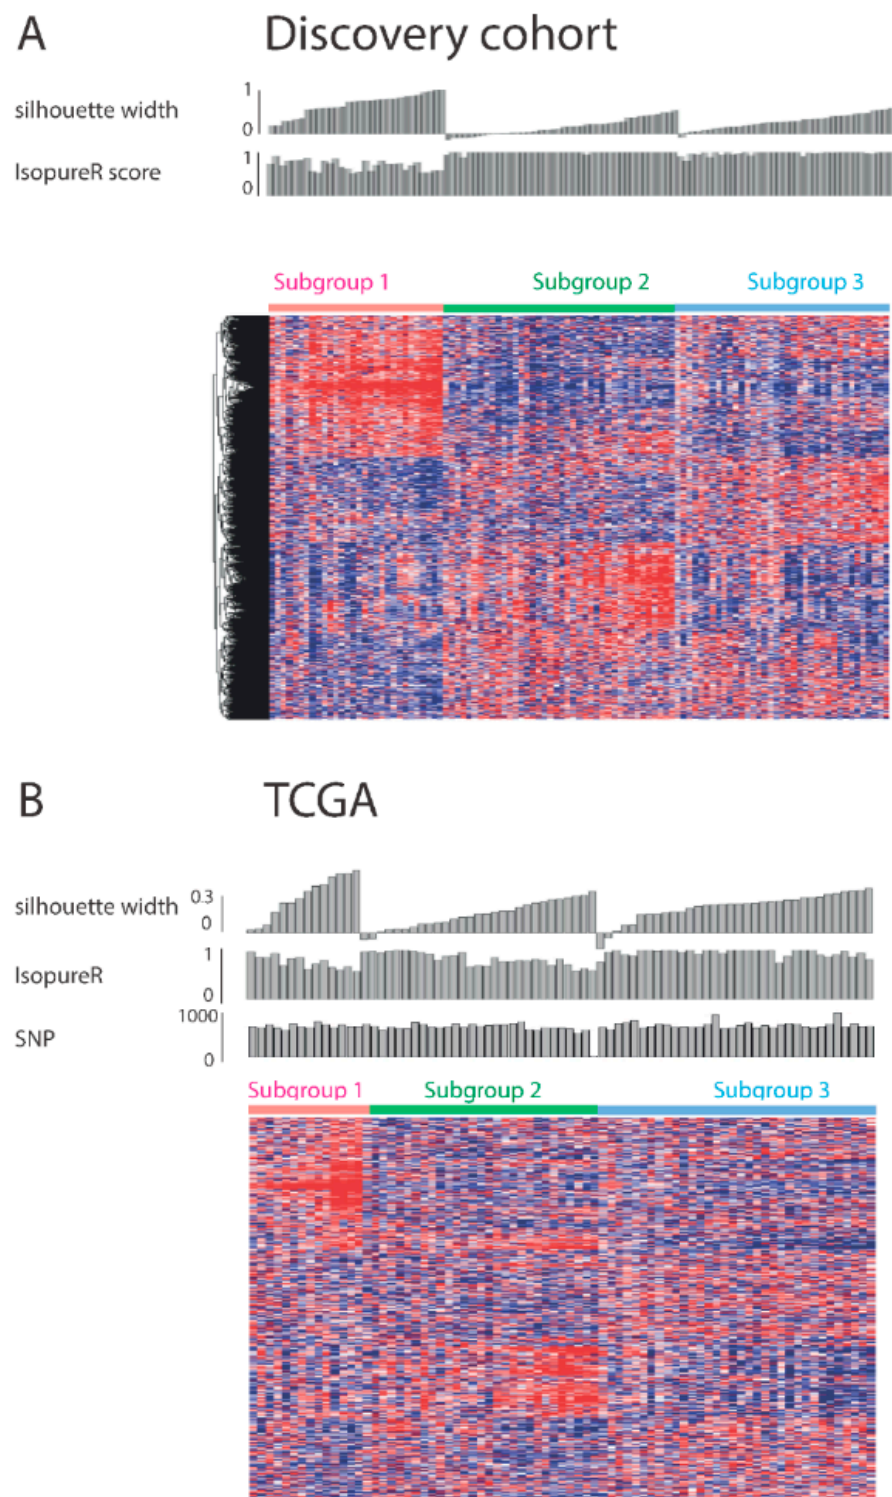 A Discovery cohort
silhouette width 1 0
IsopureR score 1 0
Subgroup 1 Subgroup 2 Subgroup 3
B TCGA
silhouette width 0.3 0
IsopureR 1 0
SNP 1000 0
Subgroup 1 Subgroup 2 Subgroup 3